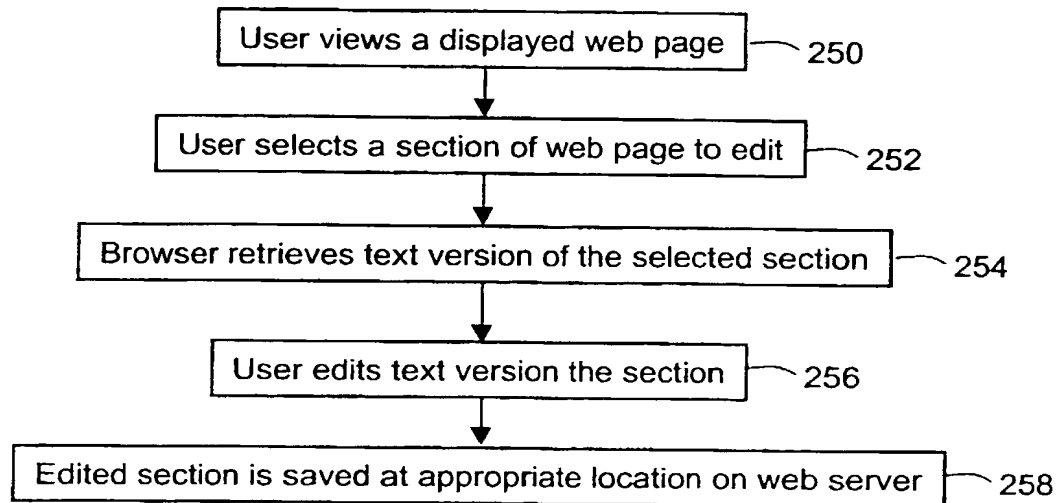 User views a displayed web page 250
User selects a section of web page to edit 252
Browser retrieves text version of the selected section 254
User edits text version the section 256
Edited section is saved at appropriate location on web server 258